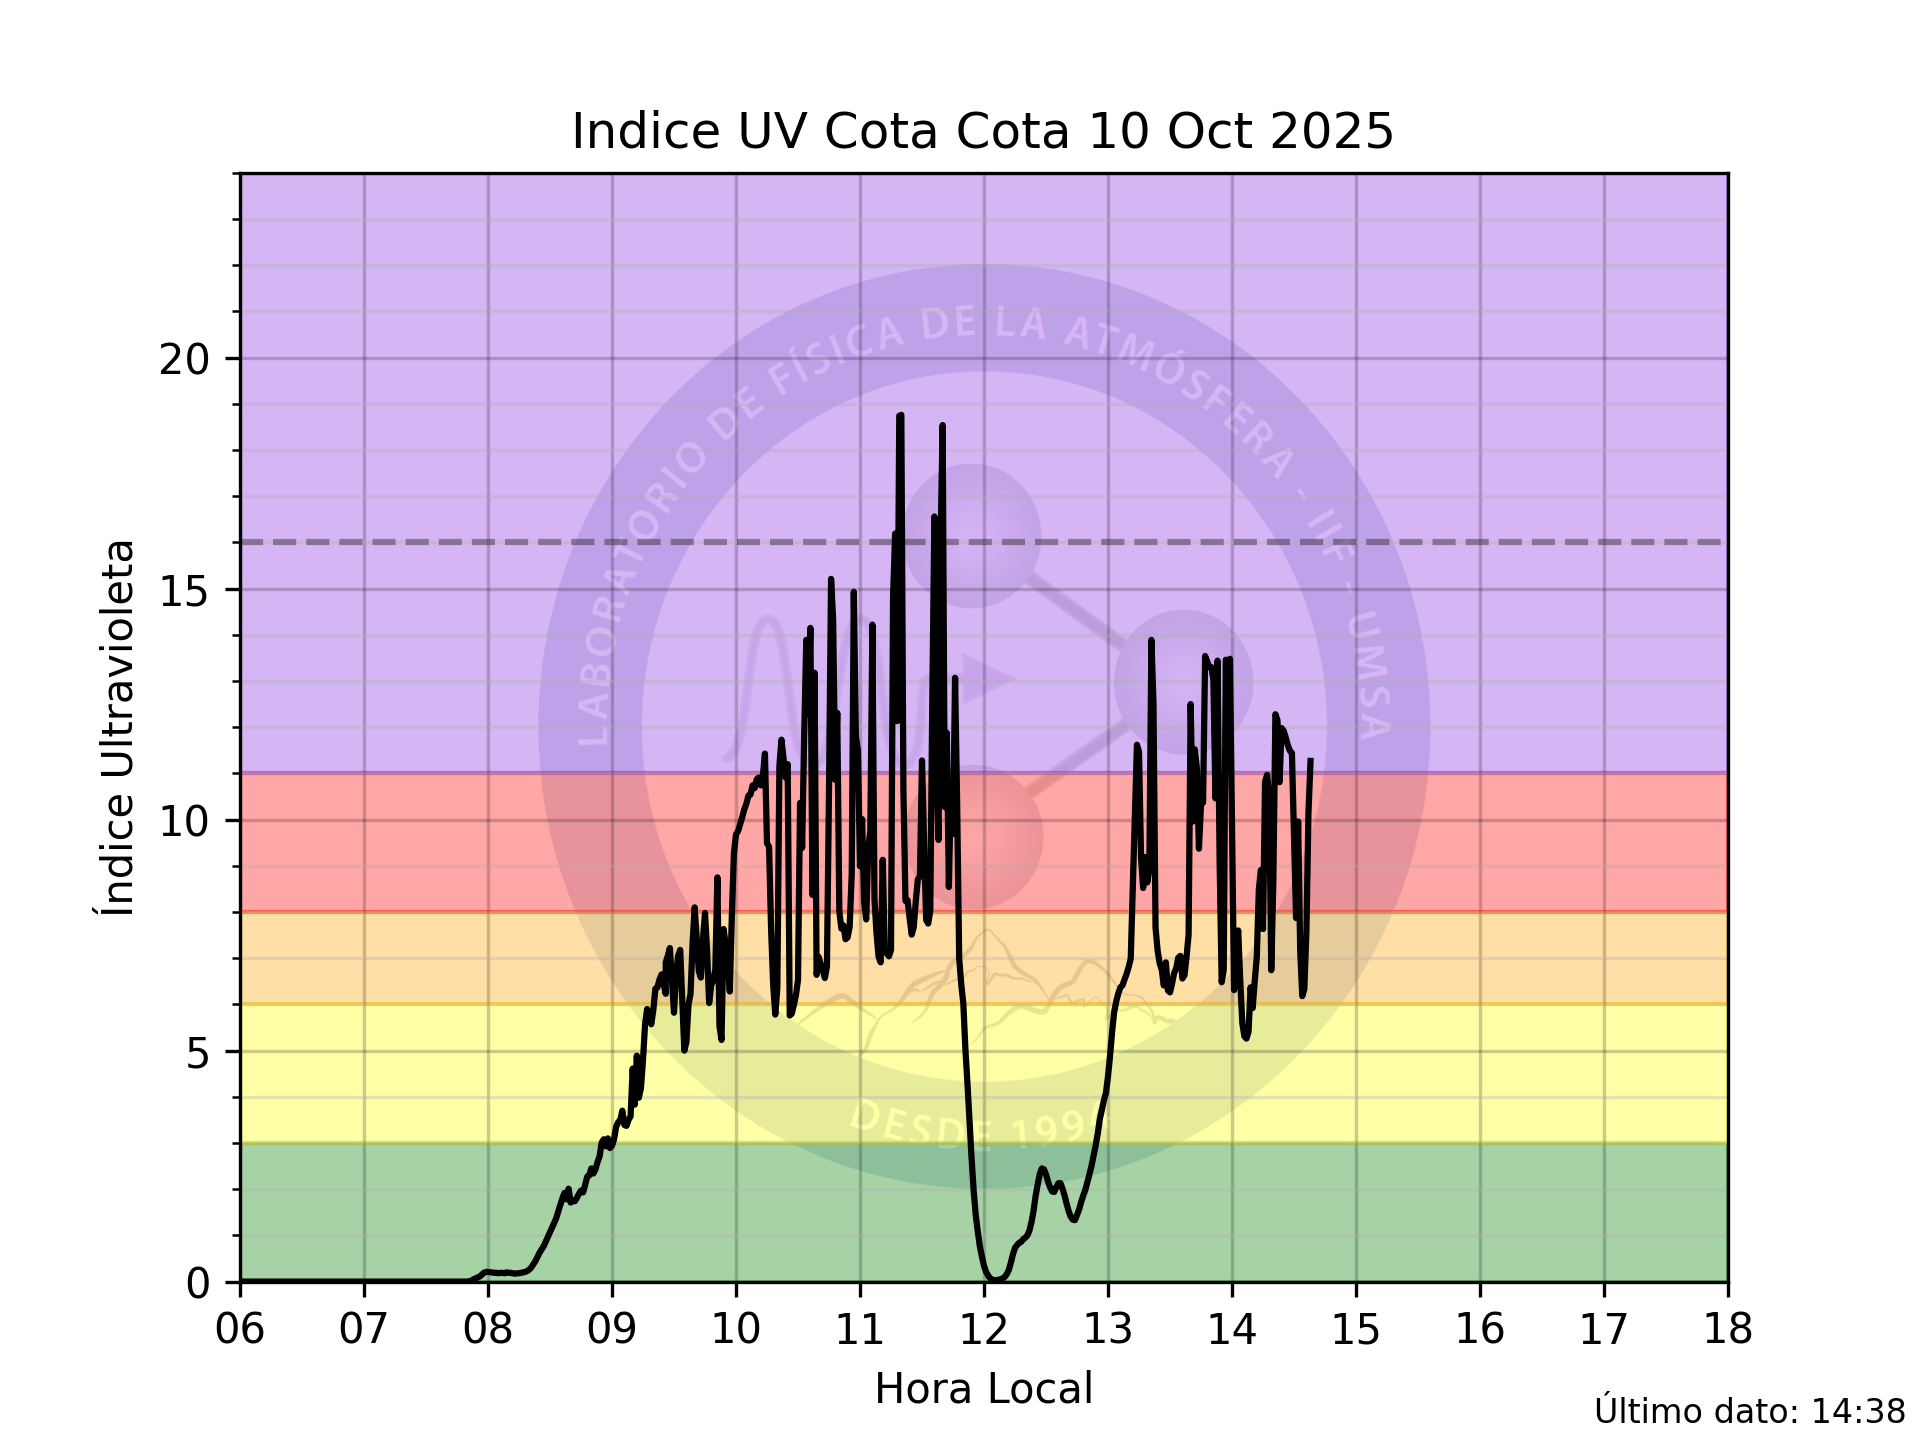 Indice UV Cota Cota 10 Oct 2025
LABORATORIO DE FÍSICA DE LA ATMÓSFERA - IIF - UMSA
DESDE 1994
Índice Ultravioleta
20
15
10
5
0
06 07 08 09 10 11 12 13 14 15 16 17 18
Hora Local
Último dato: 14:38